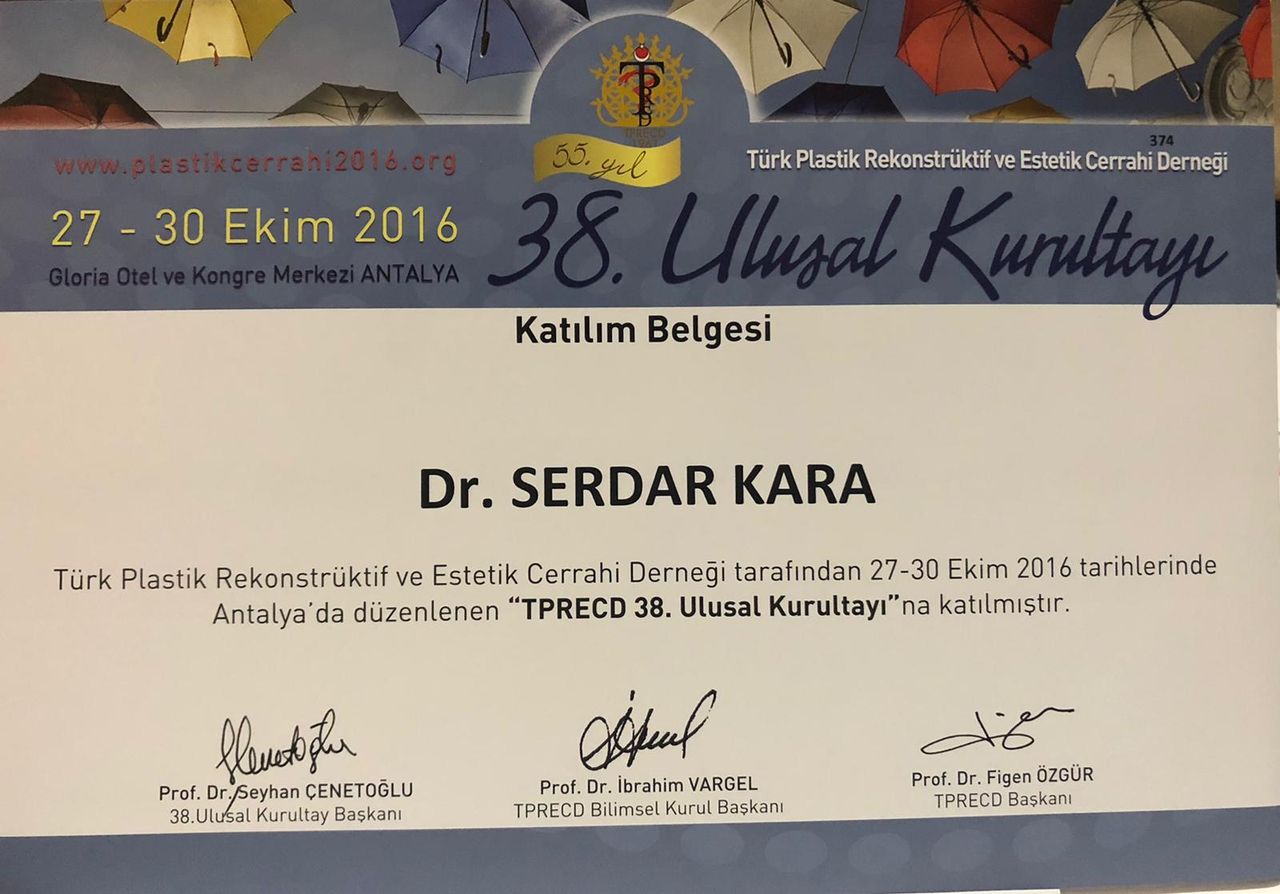 TPRECD
1961
55. yıl
www.plastikcerrahi2016.org
27 - 30 Ekim 2016
Gloria Otel ve Kongre Merkezi ANTALYA
374
Türk Plastik Rekonstrüktif ve Estetik Cerrahi Derneği
38. Ulusal Kurultayı
Katılım Belgesi
Dr. SERDAR KARA
Türk Plastik Rekonstrüktif ve Estetik Cerrahi Derneği tarafından 27-30 Ekim 2016 tarihlerinde
Antalya'da düzenlenen “TPRECD 38. Ulusal Kurultayı”na katılmıştır.
Prof. Dr. Seyhan ÇENETOĞLU
38.Ulusal Kurultay Başkanı
Prof. Dr. İbrahim VARGEL
TPRECD Bilimsel Kurul Başkanı
Prof. Dr. Figen ÖZGÜR
TPRECD Başkanı